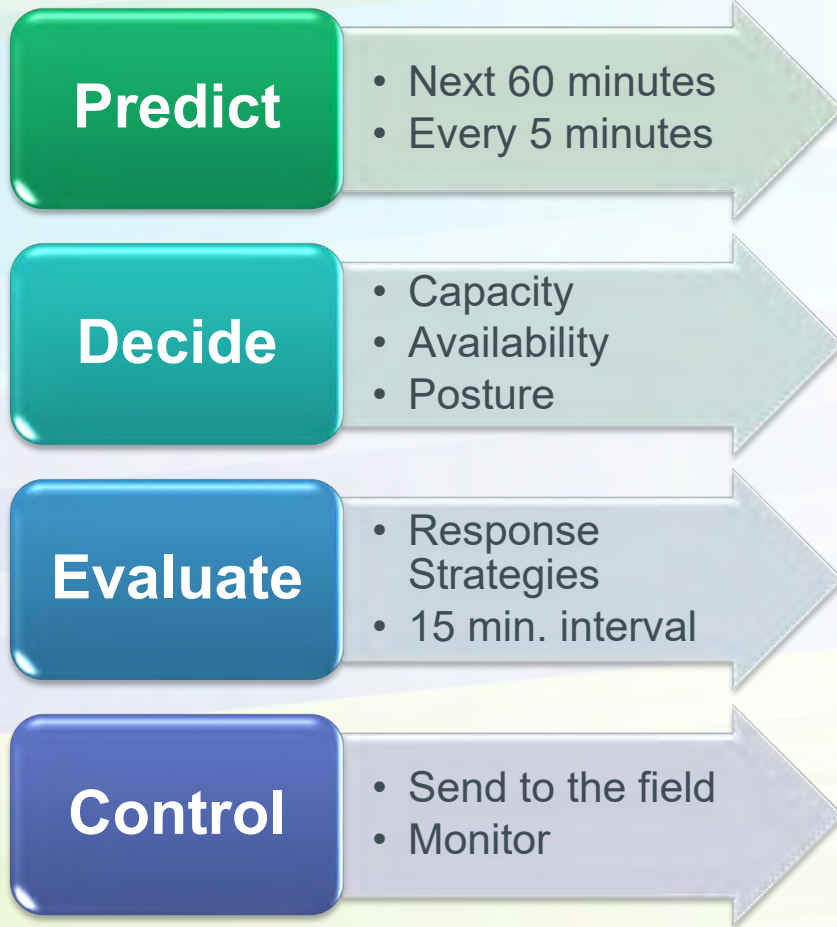 Predict
• Next 60 minutes
• Every 5 minutes
Decide
• Capacity
• Availability
• Posture
Evaluate
• Response
Strategies
• 15 min. interval
Control
• Send to the field
• Monitor